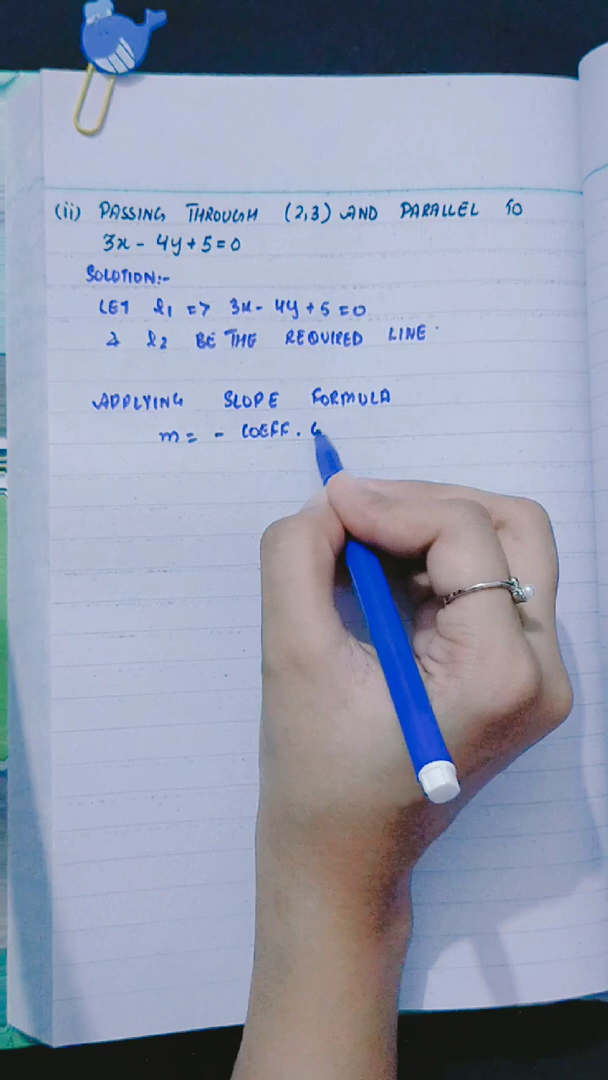 (ii) PASSING THROUGH (2,3) AND PARALLEL TO
3x - 4y + 5 = 0
SOLUTION:-
LET l1 => 3x - 4y + 5 = 0
& l2 BE THE REQUIRED LINE.
APPLYING SLOPE FORMULA
m = - COEFF.